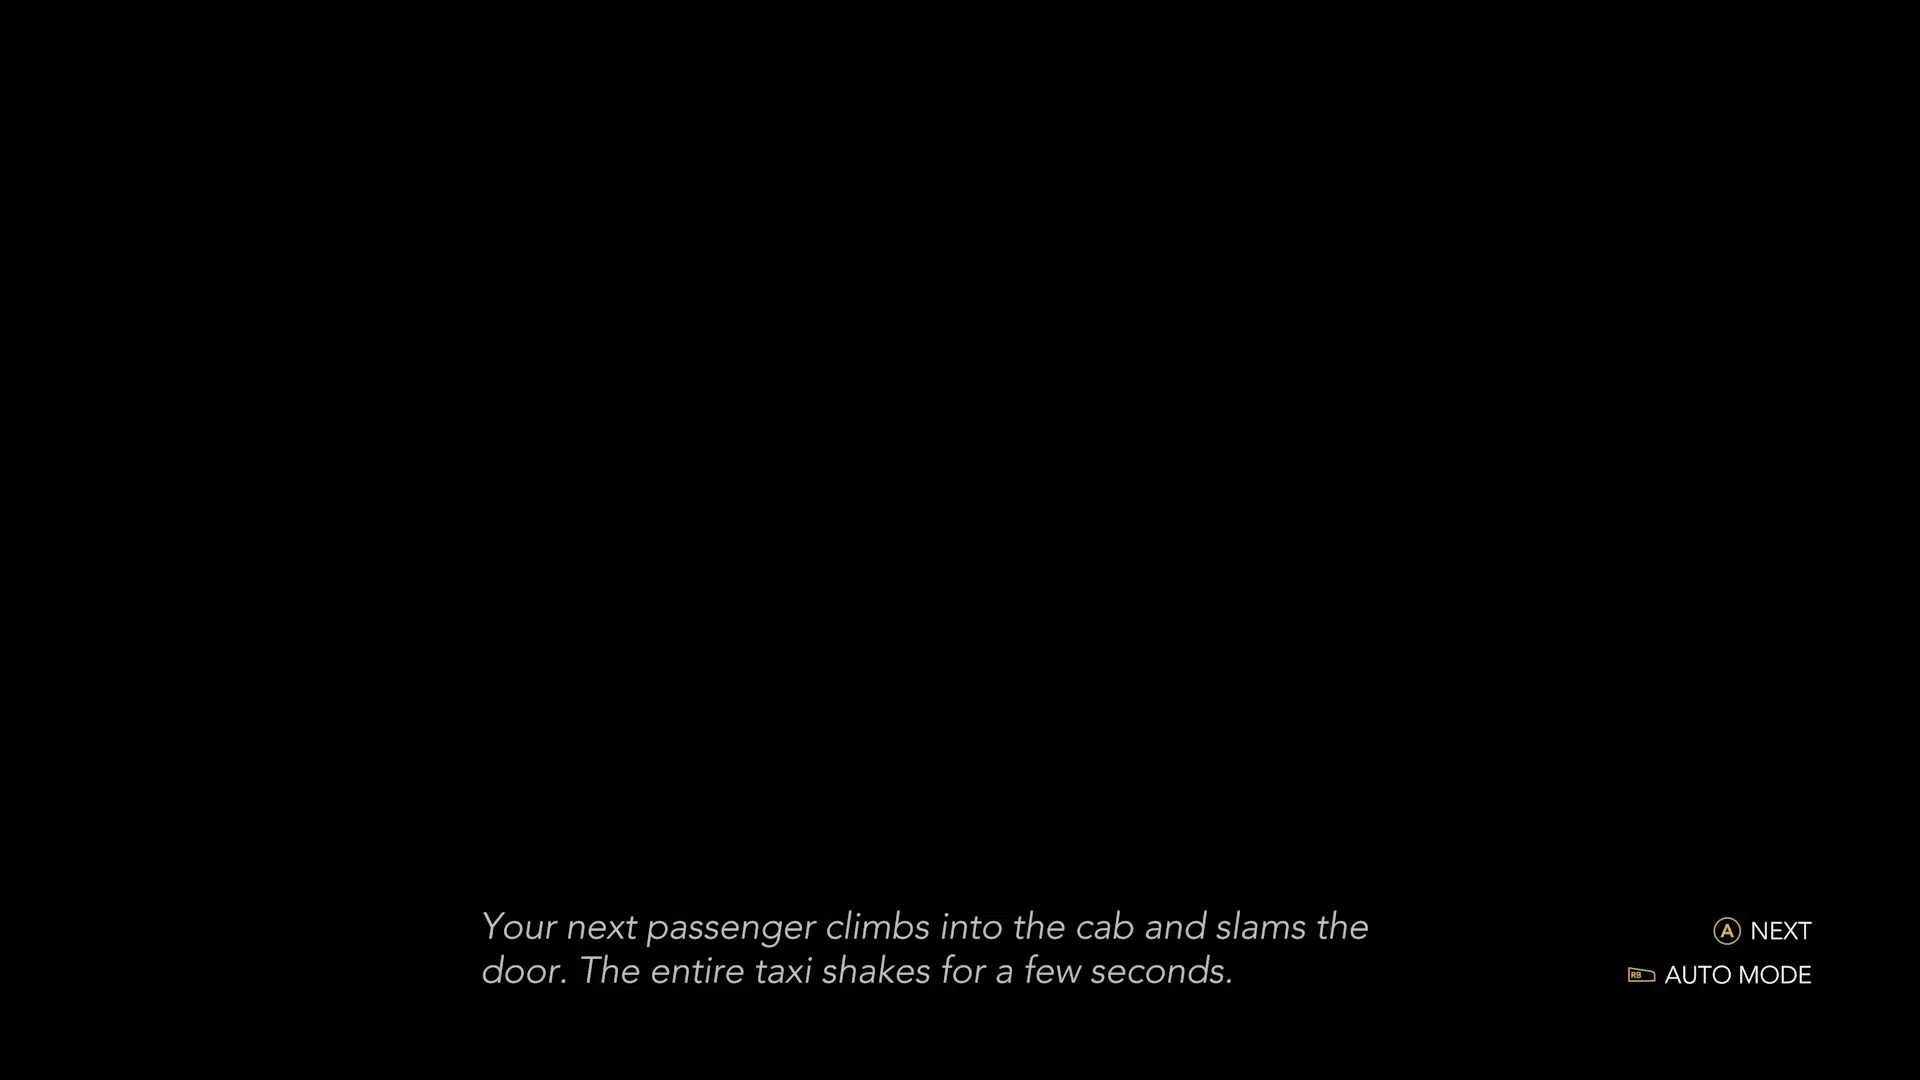 Your next passenger climbs into the cab and slams the
door. The entire taxi shakes for a few seconds.
A NEXT
RB AUTO MODE